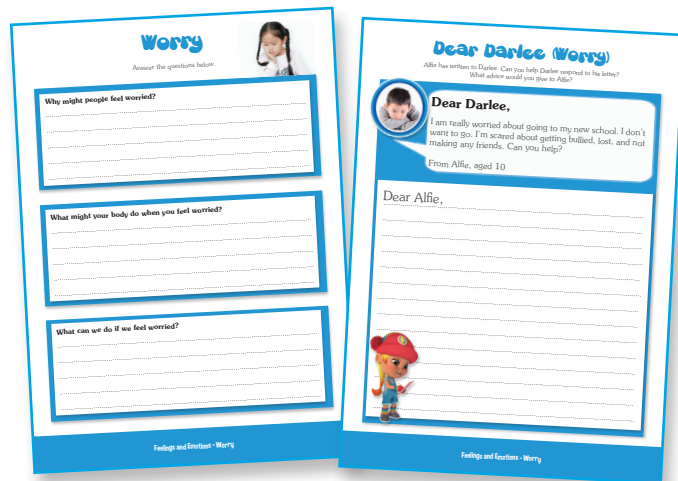 Worry
Answer the questions below.
Why might people feel worried?
What might your body do when you feel worried?
What can we do if we feel worried?
Feelings and Emotions - Worry
Dear Darlee (Worry)
Alfie has written to Darlee. Can you help Darlee respond to his letter?
What advice would you give to Alfie?
Dear Darlee,
I am really worried about going to my new school. I don't
want to go. I'm scared about getting bullied, lost, and not
making any friends. Can you help?
From Alfie, aged 10
Dear Alfie,
Feelings and Emotions - Worry